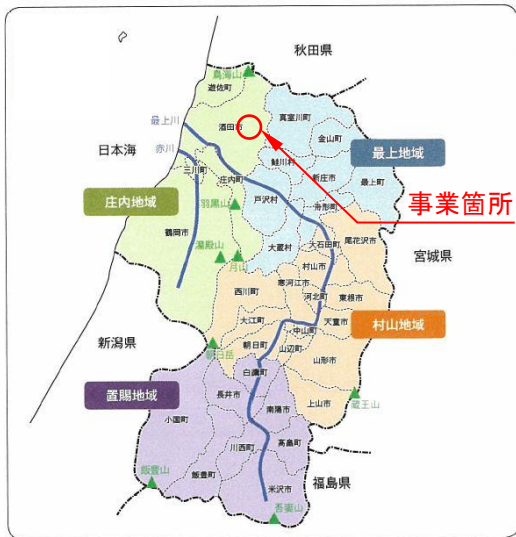 秋田県
鳥海山
遊佐町
最上川
酒田市
真室川町
金山町
日本海
赤川
最上地域
鮭川村
三川町
庄内町
新庄市
最上町
庄内地域
羽黒山
戸沢村
舟形町
事業箇所
鶴岡市
大蔵村
大石田町
尾花沢市
湯殿山
月山
村山市
宮城県
西川町
寒河江市
河北町
東根市
大江町
天童市
村山地域
中山町
新潟県
朝日町
山辺町
朝日岳
山形市
白鷹町
置賜地域
長井市
上山市
蔵王山
小国町
南陽市
川西町
高畠町
飯豊山
飯豊町
米沢市
福島県
吾妻山